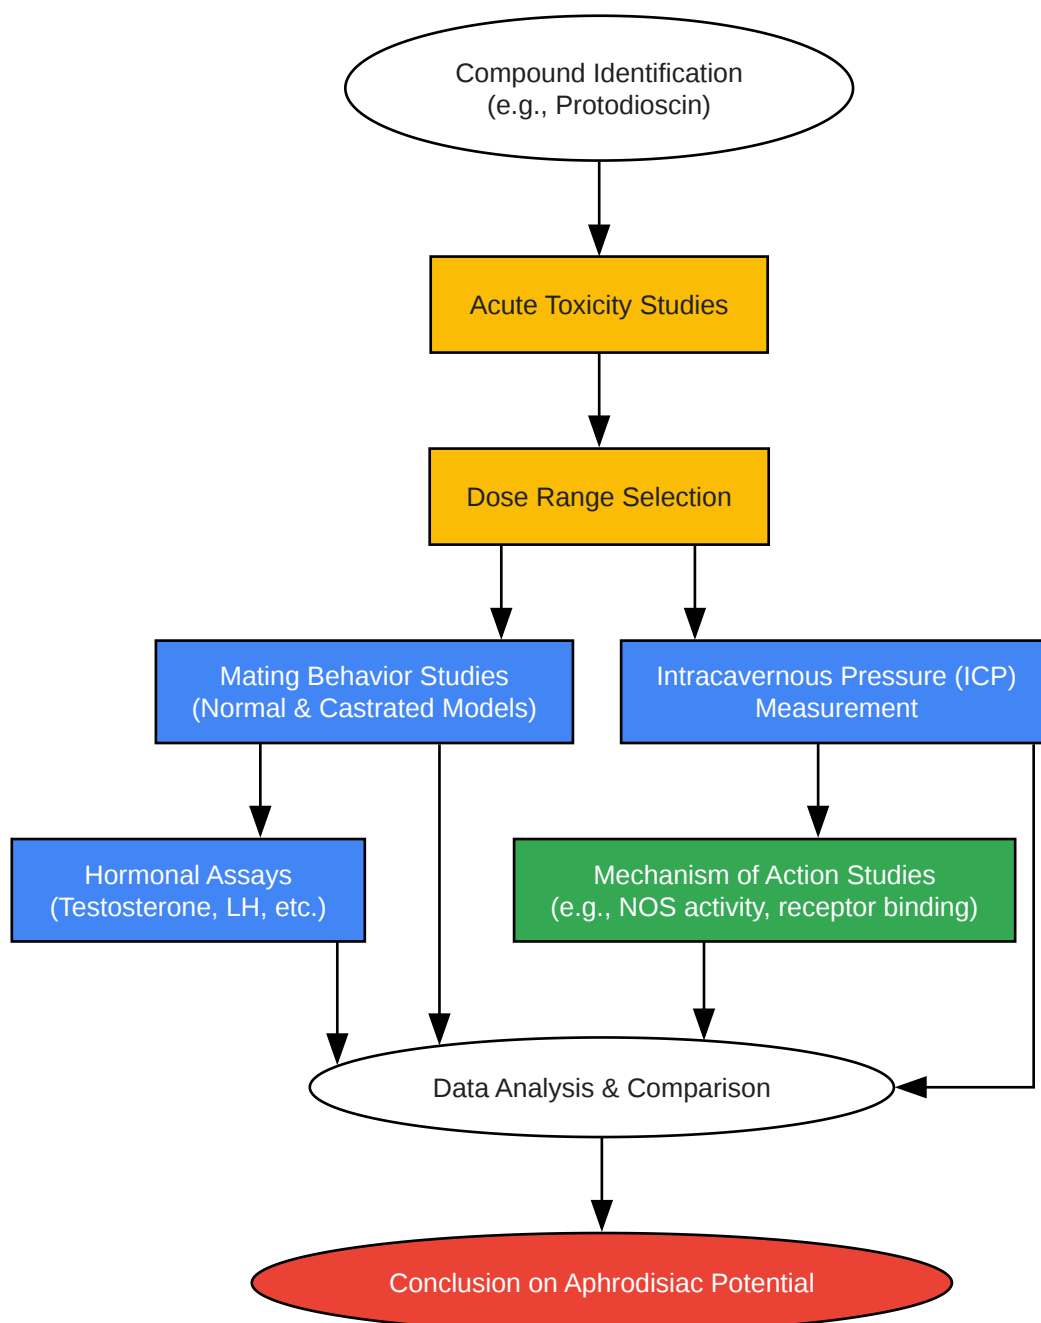 Compound Identification
(e.g., Protodioscin)
Acute Toxicity Studies
Dose Range Selection
Mating Behavior Studies
(Normal & Castrated Models)
Intracavernous Pressure (ICP)
Measurement
Hormonal Assays
(Testosterone, LH, etc.)
Mechanism of Action Studies
(e.g., NOS activity, receptor binding)
Data Analysis & Comparison
Conclusion on Aphrodisiac Potential